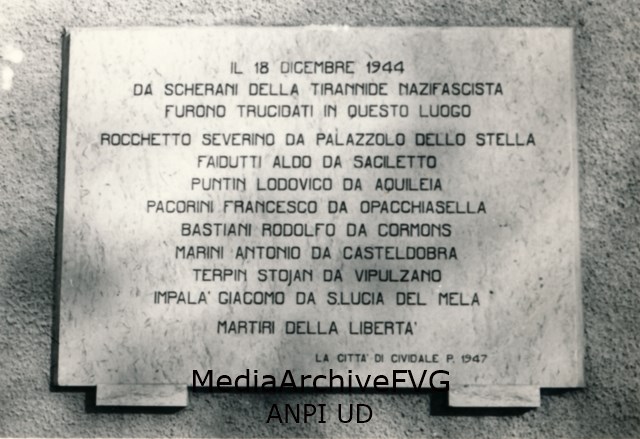 IL 18 DICEMBRE 1944
DA SCHERANI DELLA TIRANNIDE NAZIFASCISTA
FURONO TRUCIDATI IN QUESTO LUOGO
ROCCHETTO SEVERINO DA PALAZZOLO DELLO STELLA
FAIDUTTI ALDO DA SACILETTO
PUNTIN LODOVICO DA AQUILEIA
PACORINI FRANCESCO DA OPACCHIASELLA
BASTIANI RODOLFO DA CORMONS
MARINI ANTONIO DA CASTELDOBRA
TERPIN STOJAN DA VIPULZANO
IMPALA' GIACOMO DA S.LUCIA DEL MELA
MARTIRI DELLA LIBERTA'
LA CITTA' DI CIVIDALE P. 1947
MediaArchiveFVG
ANPI UD